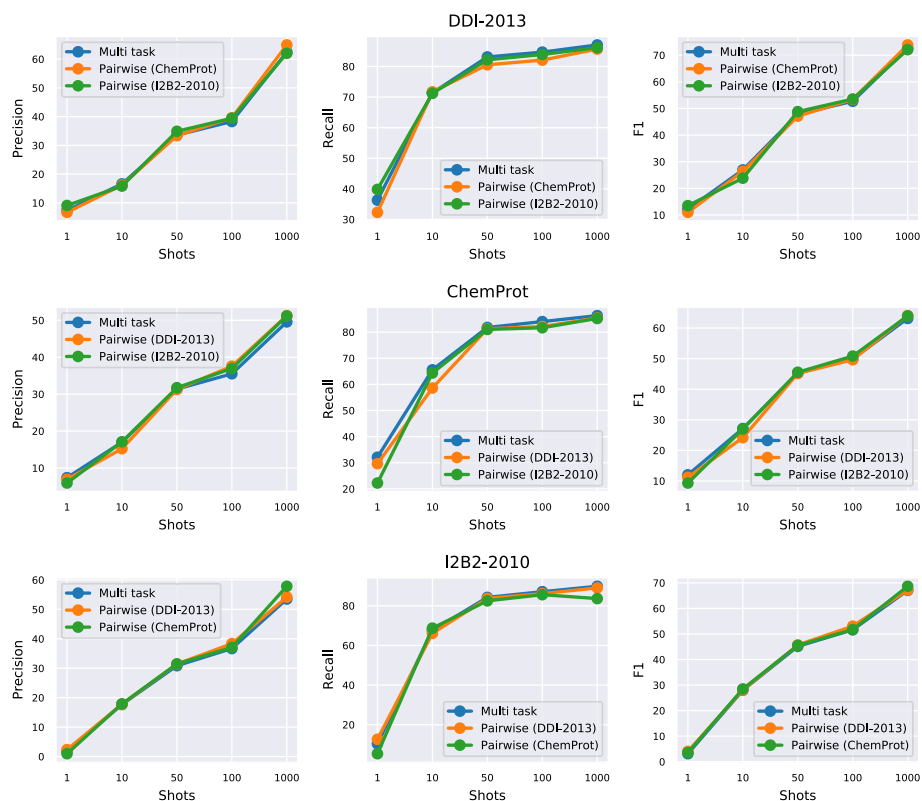 DDI-2013
Precision
60
50
40
30
20
10
Multi task
Pairwise (ChemProt)
Pairwise (I2B2-2010)
1 10 50 100 1000
Shots
Recall
80
70
60
50
40
30
Multi task
Pairwise (ChemProt)
Pairwise (I2B2-2010)
1 10 50 100 1000
Shots
F1
70
60
50
40
30
20
10
Multi task
Pairwise (ChemProt)
Pairwise (I2B2-2010)
1 10 50 100 1000
Shots
ChemProt
Precision
50
40
30
20
10
Multi task
Pairwise (DDI-2013)
Pairwise (I2B2-2010)
1 10 50 100 1000
Shots
Recall
80
70
60
50
40
30
20
Multi task
Pairwise (DDI-2013)
Pairwise (I2B2-2010)
1 10 50 100 1000
Shots
F1
60
50
40
30
20
10
Multi task
Pairwise (DDI-2013)
Pairwise (I2B2-2010)
1 10 50 100 1000
Shots
I2B2-2010
Precision
60
50
40
30
20
10
0
Multi task
Pairwise (DDI-2013)
Pairwise (ChemProt)
1 10 50 100 1000
Shots
Recall
80
60
40
20
Multi task
Pairwise (DDI-2013)
Pairwise (ChemProt)
1 10 50 100 1000
Shots
F1
70
60
50
40
30
20
10
0
Multi task
Pairwise (DDI-2013)
Pairwise (ChemProt)
1 10 50 100 1000
Shots